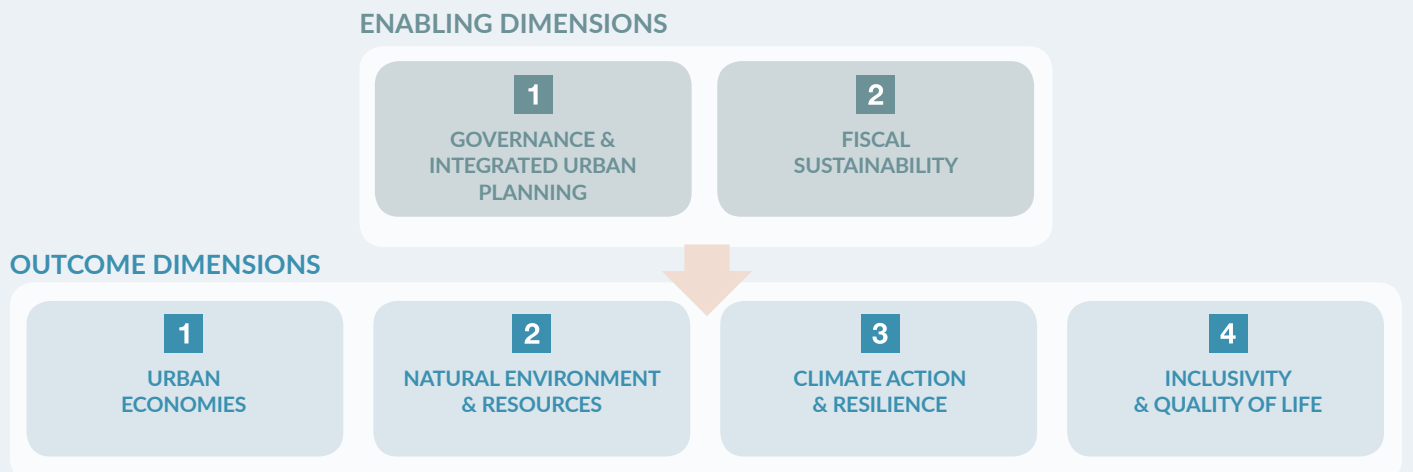 ENABLING DIMENSIONS
1
GOVERNANCE &
INTEGRATED URBAN
PLANNING
2
FISCAL
SUSTAINABILITY
OUTCOME DIMENSIONS
1
URBAN
ECONOMIES
2
NATURAL ENVIRONMENT
& RESOURCES
3
CLIMATE ACTION
& RESILIENCE
4
INCLUSIVITY
& QUALITY OF LIFE